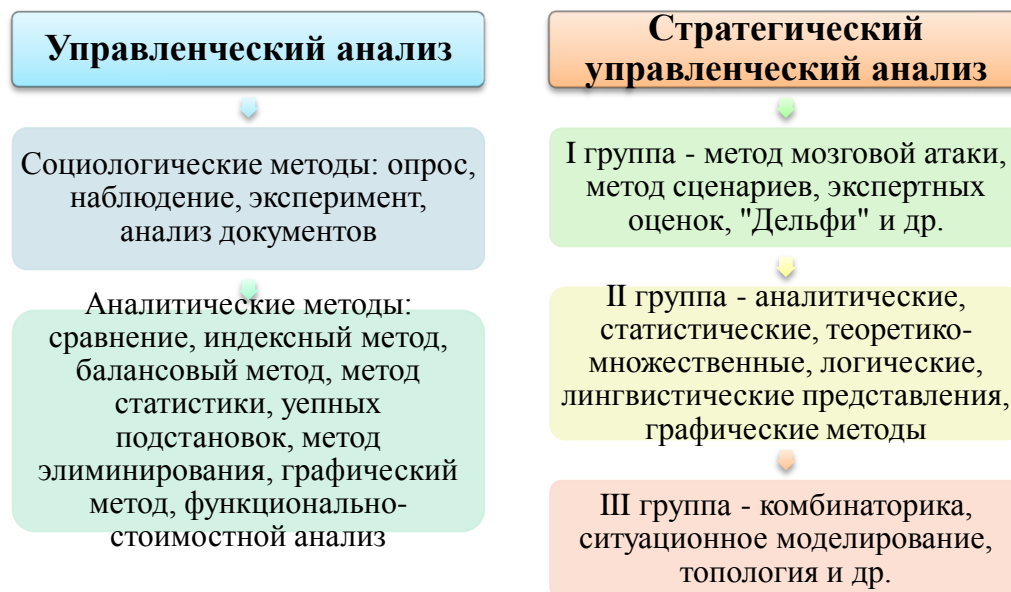 Управленческий анализ
Социологические методы: опрос,
наблюдение, эксперимент,
анализ документов
Аналитические методы:
сравнение, индексный метод,
балансовый метод, метод
статистики, уепных
подстановок, метод
элиминирования, графический
метод, функционально-
стоимостной анализ
Стратегический
управленческий анализ
I группа - метод мозговой атаки,
метод сценариев, экспертных
оценок, "Дельфи" и др.
II группа - аналитические,
статистические, теоретико-
множественные, логические,
лингвистические представления,
графические методы
III группа - комбинаторика,
ситуационное моделирование,
топология и др.